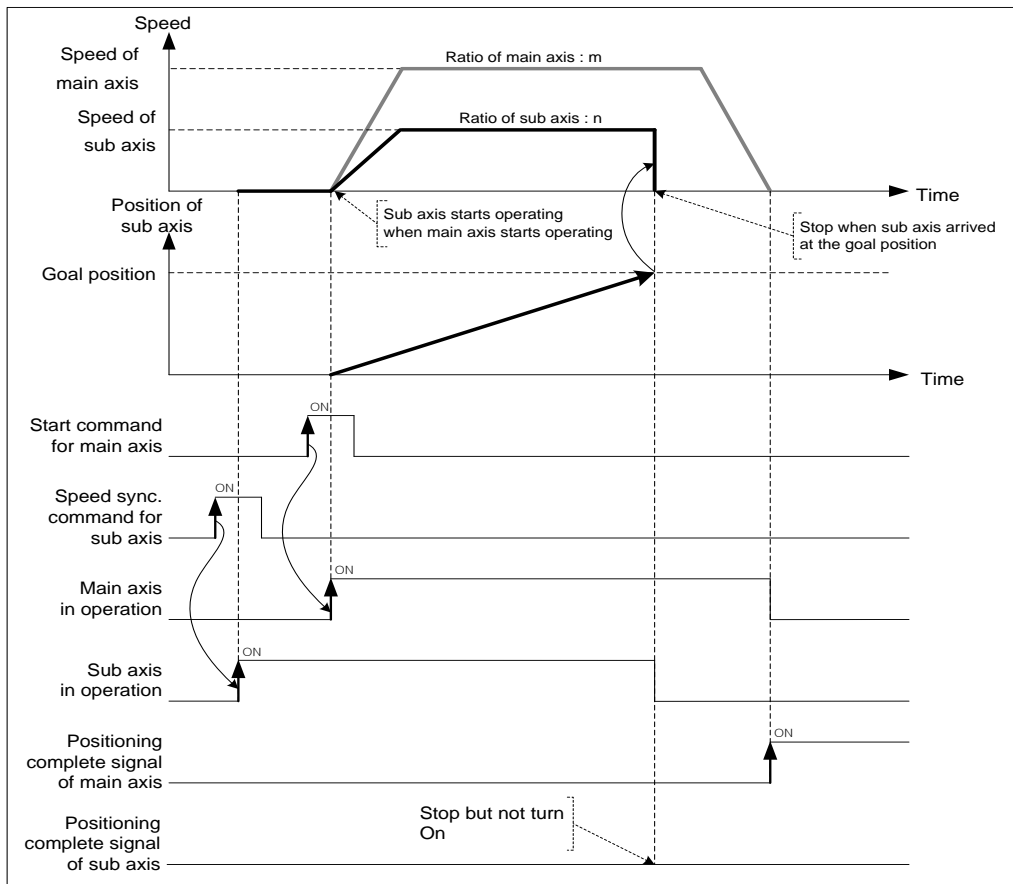 Speed
Speed of
main axis
Ratio of main axis : m
Speed of
sub axis
Ratio of sub axis : n
Time
Position of
sub axis
Sub axis starts operating
when main axis starts operating
Stop when sub axis arrived
at the goal position
Goal position
Time
ON
Start command
for main axis
ON
Speed sync.
command for
sub axis
ON
Main axis
in operation
ON
Sub axis
in operation
ON
Positioning
complete signal
of main axis
Stop but not turn
On
Positioning
complete signal
of sub axis